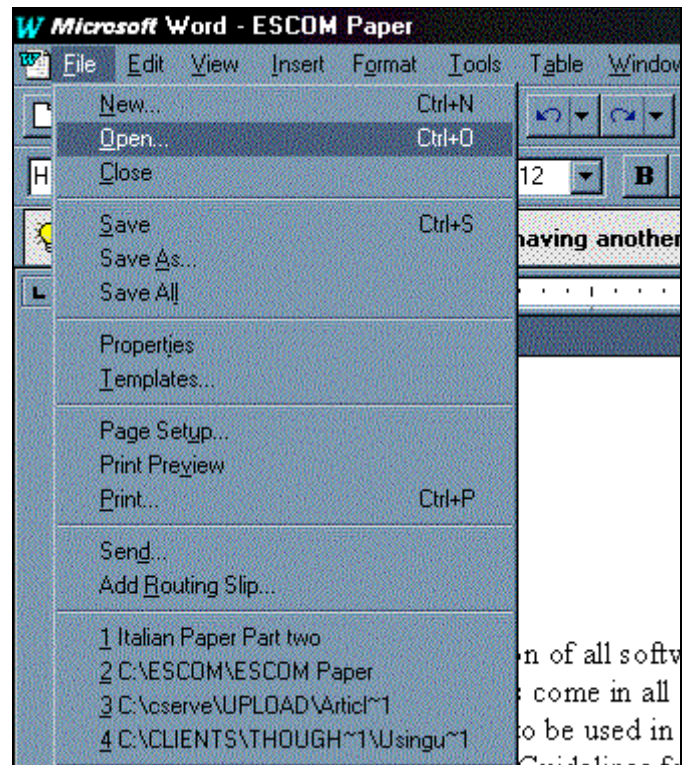 W Microsoft Word - ESCOM Paper
File Edit View Insert Format Tools Table Window
New... Ctrl+N
Open... Ctrl+O
Close
H 12 B
Save Ctrl+S
having another
Save As...
Save All
L
Properties
Templates...
Page Setup...
Print Preview
Print... Ctrl+P
Send...
Add Routing Slip...
1 Italian Paper Part two
n of all softw
2 C:\ESCOM\ESCOM Paper
come in all
3 C:\cserve\UPLOAD\Articl~1
to be used in
4 C:\CLIENTS\THOUGH~1\Usingu~1